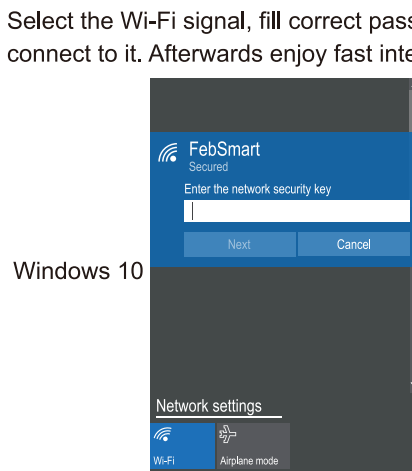 Select the Wi-Fi signal, fill correct pass
connect to it. Afterwards enjoy fast inte
FebSmart
Secured
Enter the network security key
Next
Cancel
Windows 10
Network settings
Wi-Fi
Airplane mode